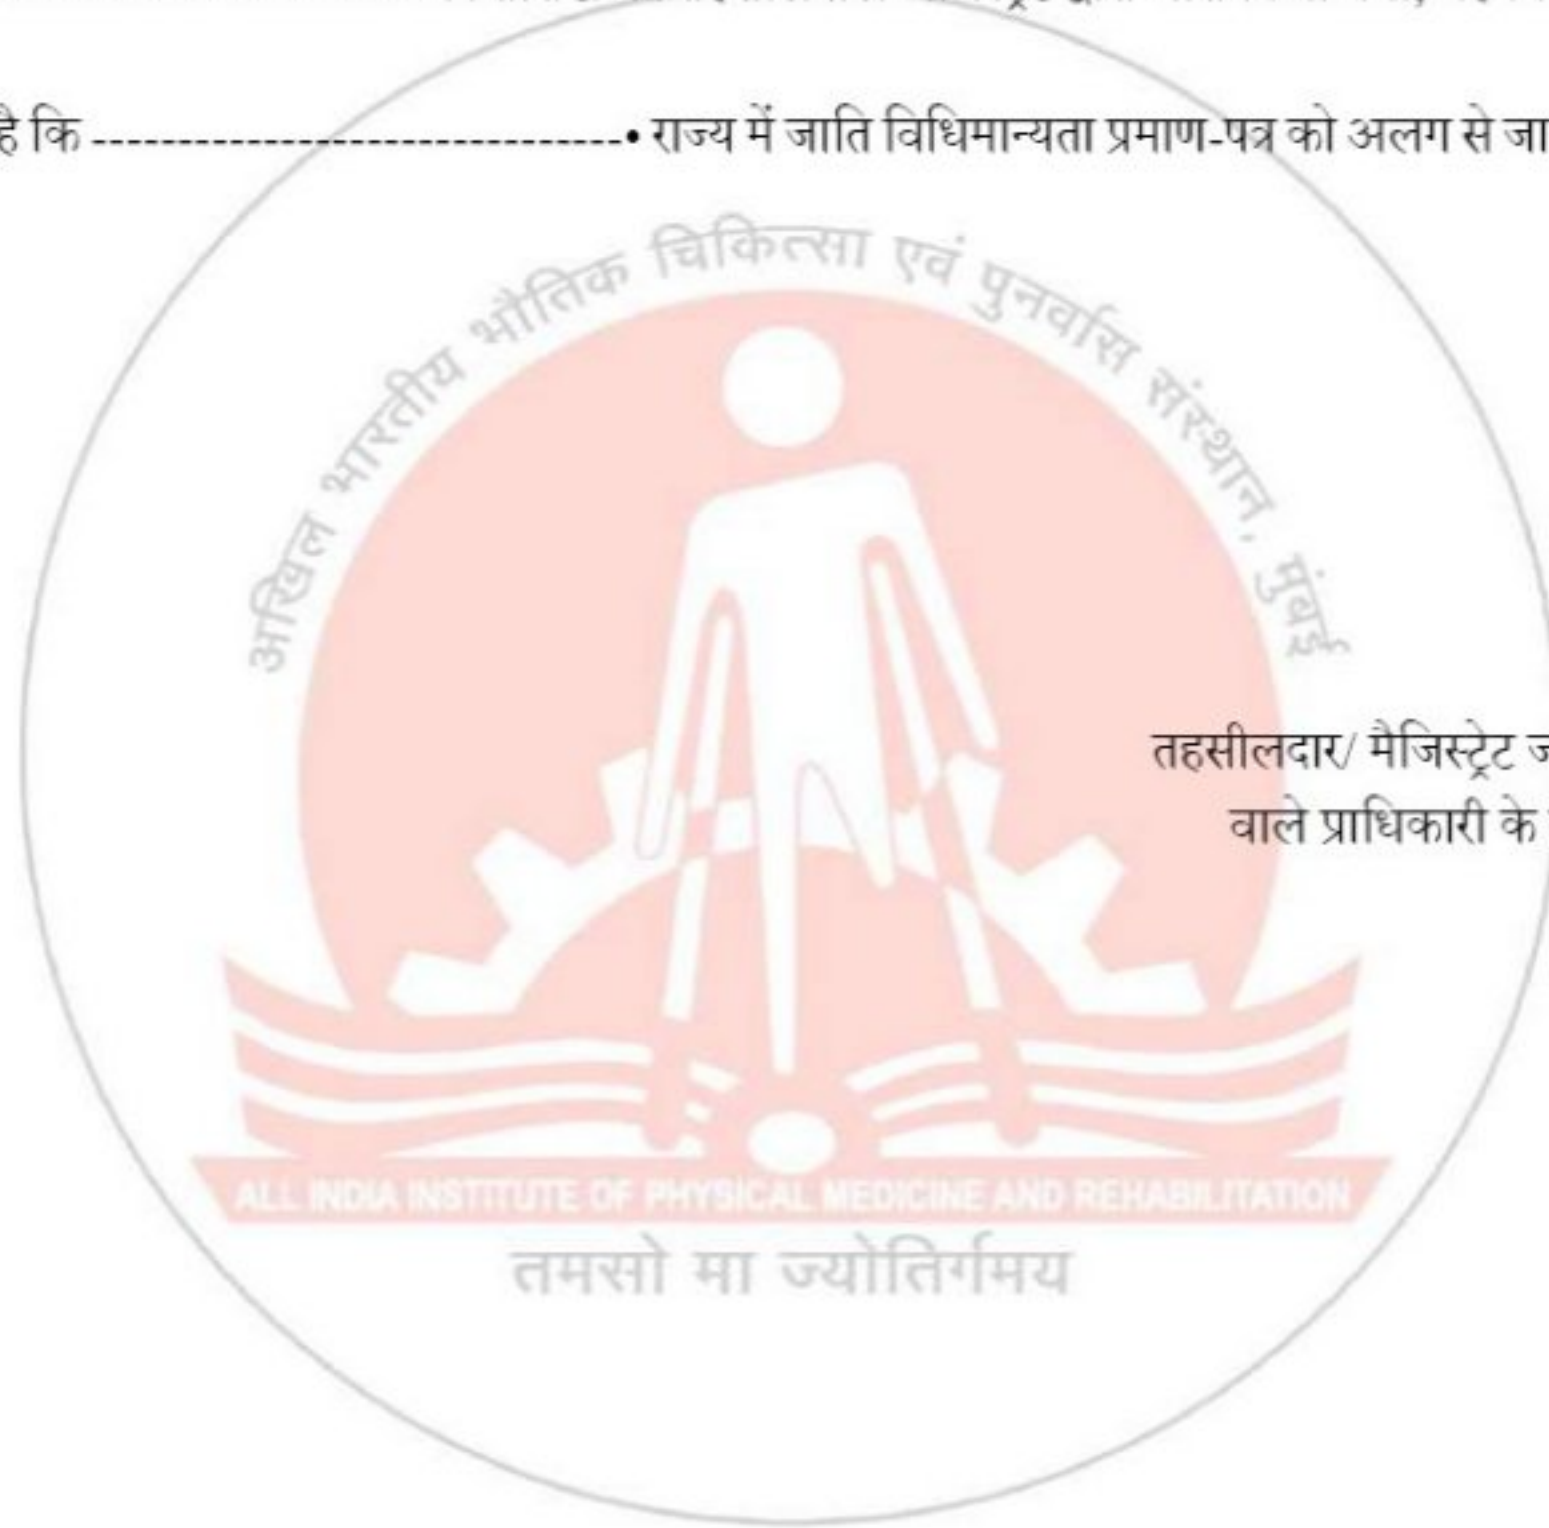 है कि ------------------------------• राज्य में जाति विधिमान्यता प्रमाण-पत्र को अलग से जा
अखिल भारतीय भौतिक चिकित्सा एवं पुनर्वास संस्थान, मुंबई
तहसीलदार/ मैजिस्ट्रेट ज
वाले प्राधिकारी के
ALL INDIA INSTITUTE OF PHYSICAL MEDICINE AND REHABILITATION
तमसो मा ज्योतिर्गमय